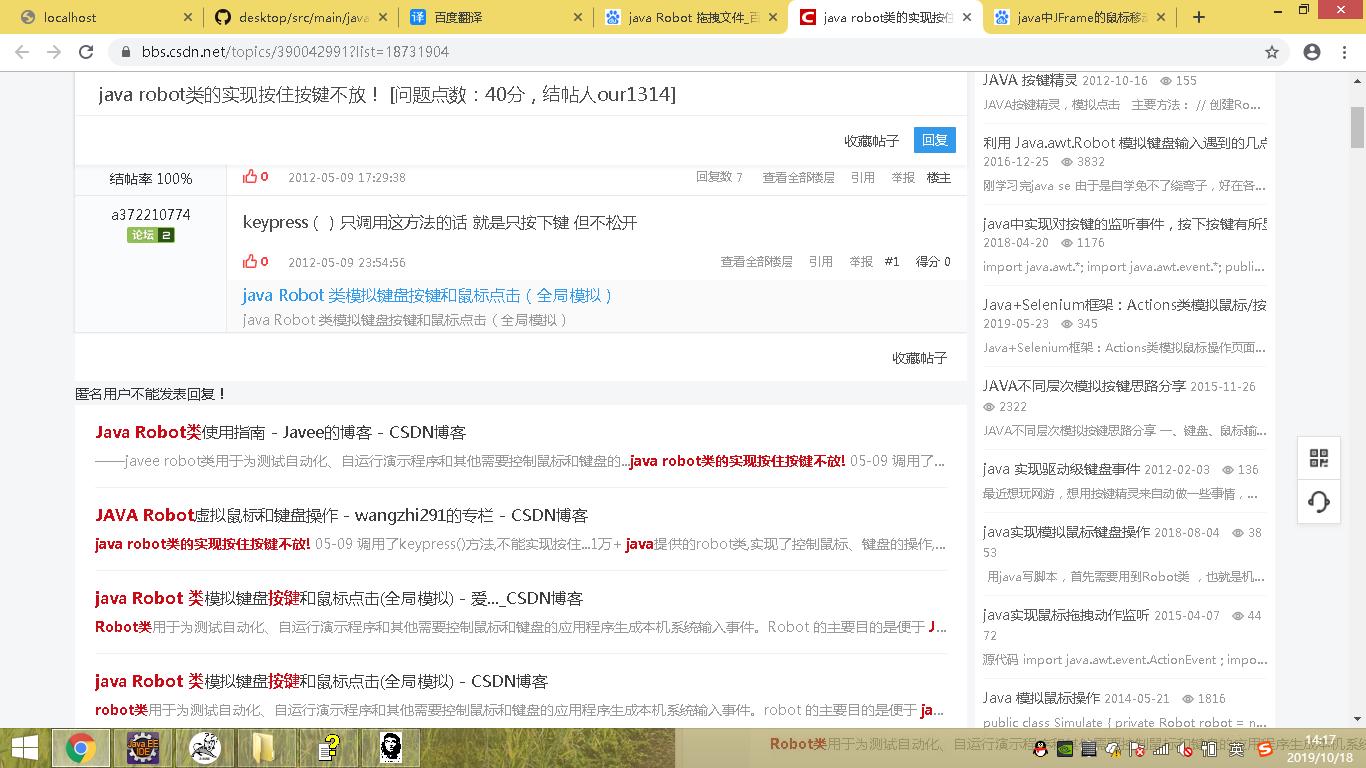 localhost
desktop/src/main/java
百度翻译
java Robot 拖拽文件_百
java robot类的实现按住
java中JFrame的鼠标移动
bbs.csdn.net/topics/390042991?list=18731904
java robot类的实现按住按键不放！ [问题点数：40分，结帖人our1314]
收藏帖子 回复
结帖率 100%
0 2012-05-09 17:29:38 回复数 7 查看全部楼层 引用 举报 楼主
a372210774
论坛 2
keypress（ ）只调用这方法的话 就是只按下键 但不松开
0 2012-05-09 23:54:56 查看全部楼层 引用 举报 #1 得分 0
java Robot 类模拟键盘按键和鼠标点击（全局模拟）
java Robot 类模拟键盘按键和鼠标点击（全局模拟）
收藏帖子
匿名用户不能发表回复！
Java Robot类使用指南 - Javee的博客 - CSDN博客
——javee robot类用于为测试自动化、自运行演示程序和其他需要控制鼠标和键盘的...java robot类的实现按住按键不放! 05-09 调用了...
JAVA Robot虚拟鼠标和键盘操作 - wangzhi291的专栏 - CSDN博客
java robot类的实现按住按键不放! 05-09 调用了keypress()方法,不能实现按住...1万+ java提供的robot类,实现了控制鼠标、键盘的操作,...
java Robot 类模拟键盘按键和鼠标点击(全局模拟) - 爱..._CSDN博客
Robot类用于为测试自动化、自运行演示程序和其他需要控制鼠标和键盘的应用程序生成本机系统输入事件。Robot 的主要目的是便于 J...
java Robot 类模拟键盘按键和鼠标点击(全局模拟) - CSDN博客
robot类用于为测试自动化、自运行演示程序和其他需要控制鼠标和键盘的应用程序生成本机系统输入事件。robot 的主要目的是便于 ja...
JAVA 按键精灵 2012-10-16 155
JAVA按键精灵，模拟点击 主要方法： // 创建Ro...
利用 Java.awt.Robot 模拟键盘输入遇到的几点
2016-12-25 3832
刚学习完java se 由于是自学免不了绕弯子，好在各...
java中实现对按键的监听事件，按下按键有所显
2018-04-20 1176
import java.awt.*; import java.awt.event.*; publi...
Java+Selenium框架：Actions类模拟鼠标/按
2019-05-23 345
Java+Selenium框架：Actions类模拟鼠标操作页面...
JAVA不同层次模拟按键思路分享 2015-11-26
2322
JAVA不同层次模拟按键思路分享 一、键盘、鼠标输...
java 实现驱动级键盘事件 2012-02-03 136
最近想玩网游，想用按键精灵来自动做一些事情，...
java实现模拟鼠标键盘操作 2018-08-04 38
53
用java写脚本，首先需要用到Robot类 ，也就是机...
java实现鼠标拖拽动作监听 2015-04-07 44
72
源代码 import java.awt.event.ActionEvent ; impo...
Java 模拟鼠标操作 2014-05-21 1816
public class Simulate { private Robot robot = n...
Java EE
IDE
Robot类用于为测试自动化、自运行演示程序和其他需要控制鼠标和键盘的应用程序生成本机系统
英
14:17
2019/10/18